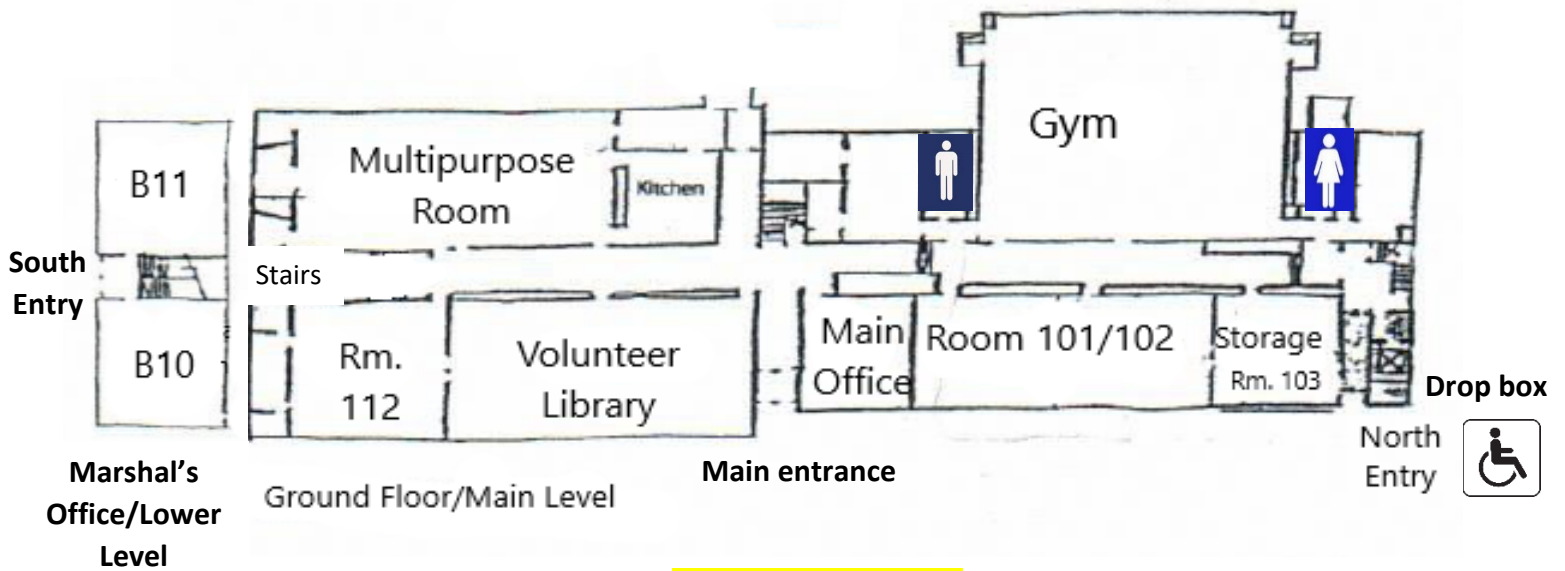 Gym
B11
Multipurpose
Room
Kitchen
South
Entry
Stairs
B10
Rm.
112
Volunteer
Library
Main
Office
Room 101/102
Storage
Rm. 103
Drop box
North
Entry
Main entrance
Marshal's
Office/Lower
Level
Ground Floor/Main Level